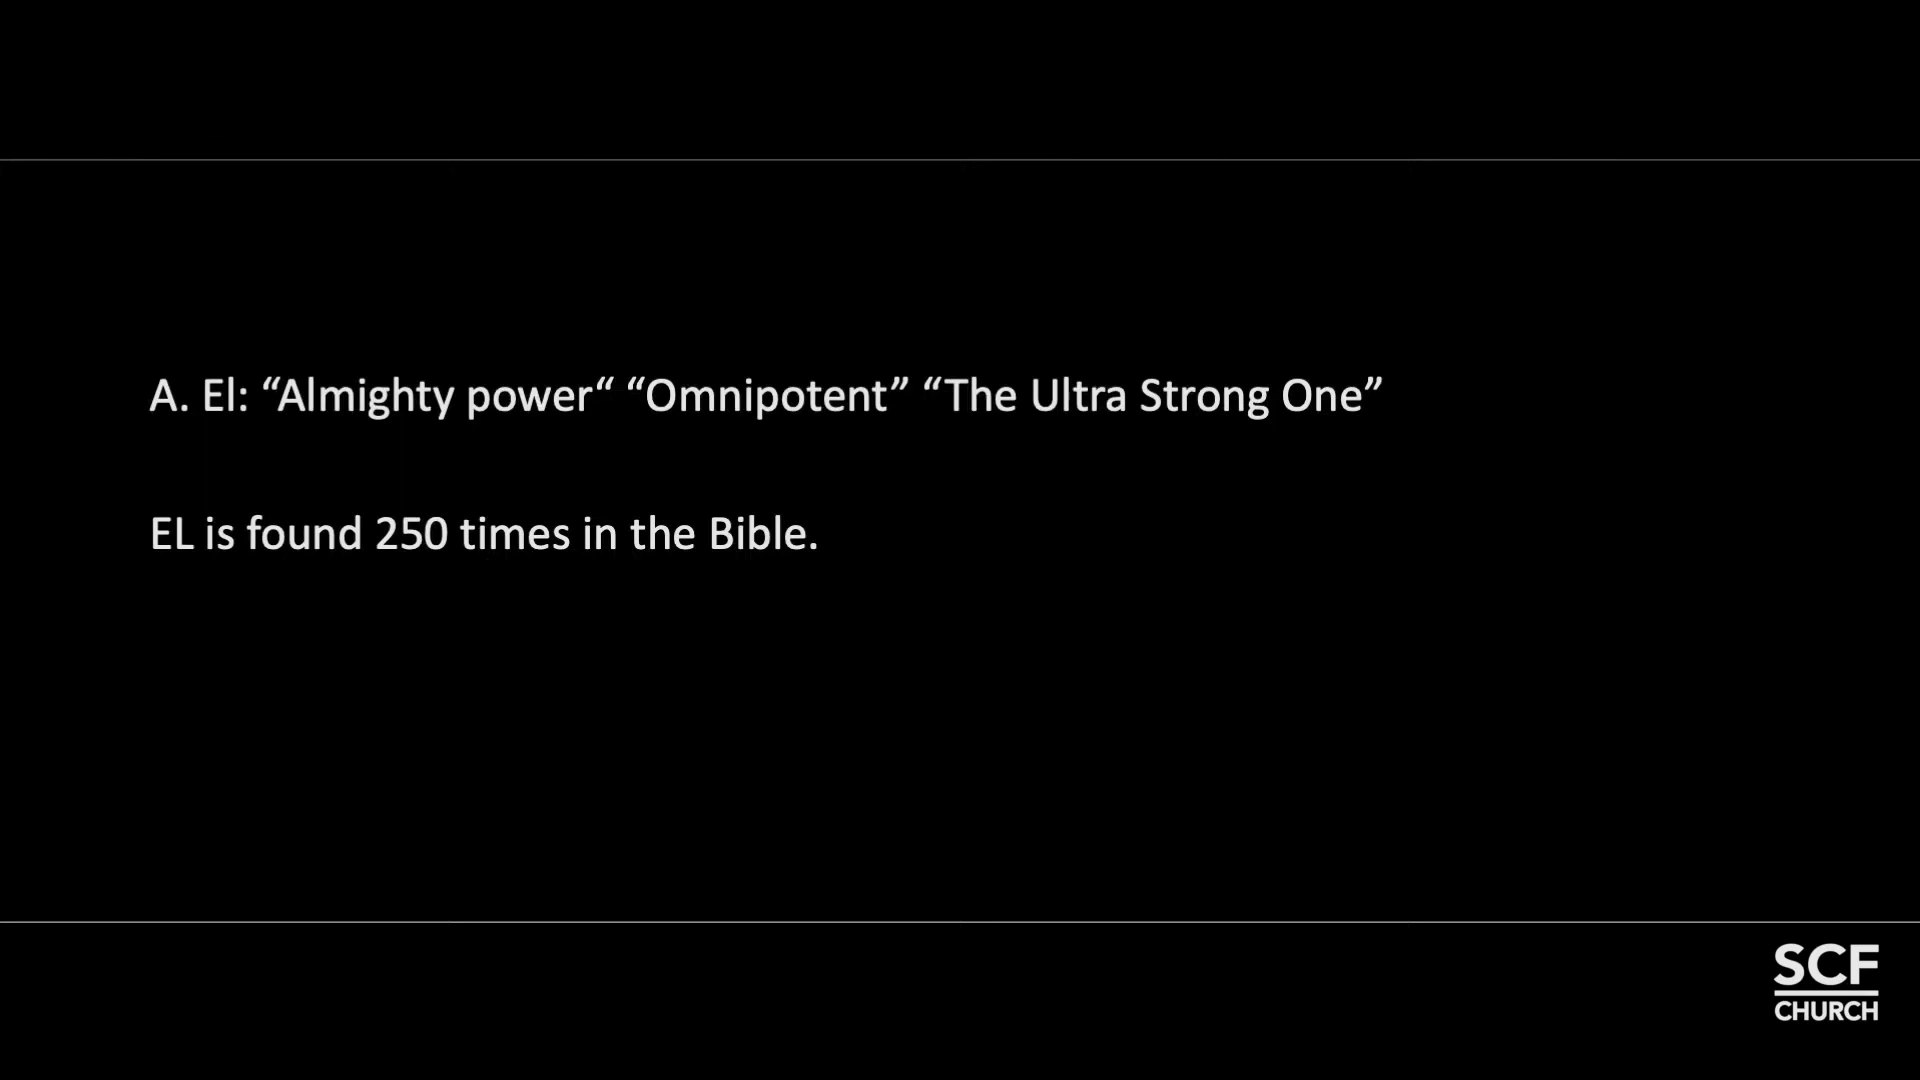 A. El: “Almighty power“ “Omnipotent” “The Ultra Strong One”
EL is found 250 times in the Bible.
SCF
CHURCH